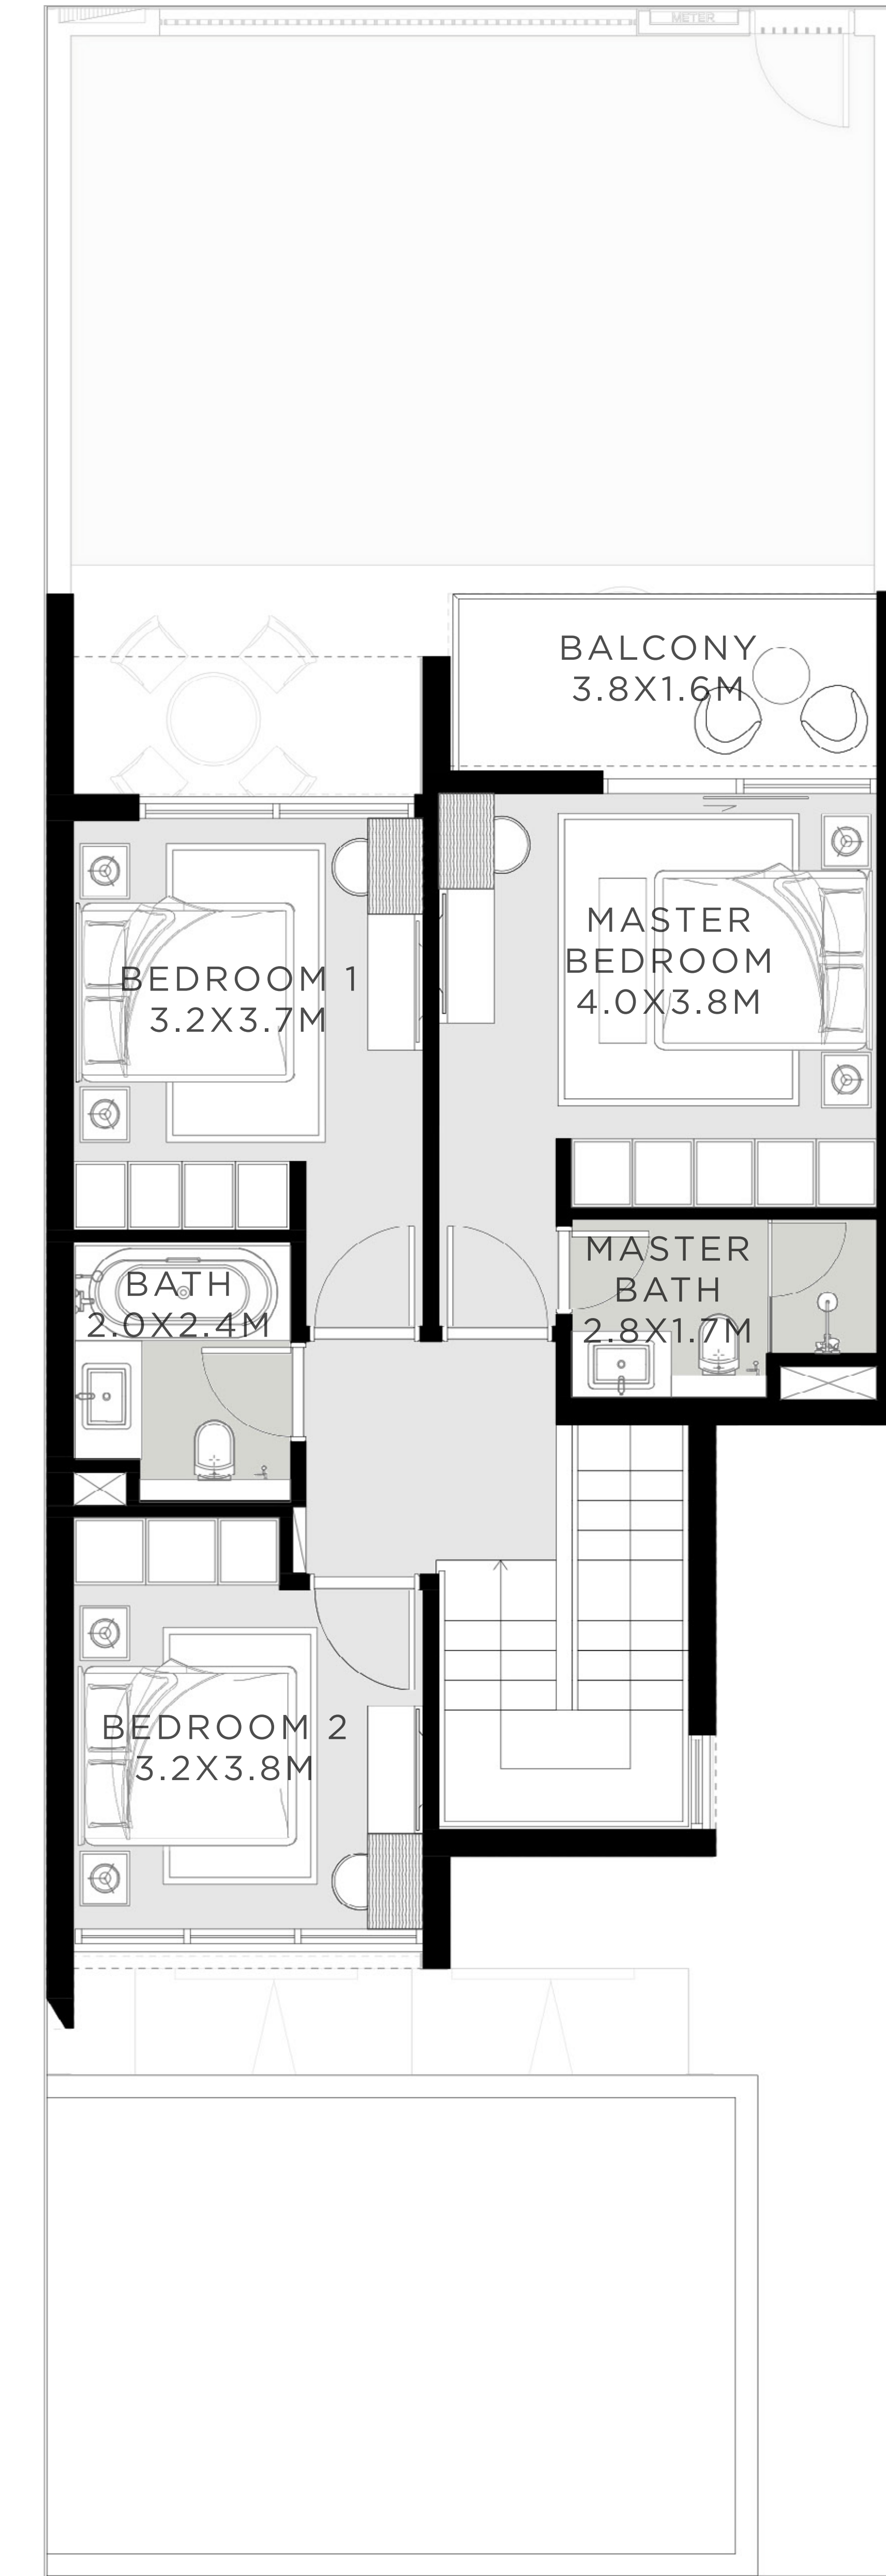 METER
BALCONY
3.8X1.6M
MASTER
BEDROOM
4.0X3.8M
BEDROOM 1
3.2X3.7M
MASTER
BATH
2.8X1.7M
BATH
2.0X2.4M
BEDROOM 2
3.2X3.8M